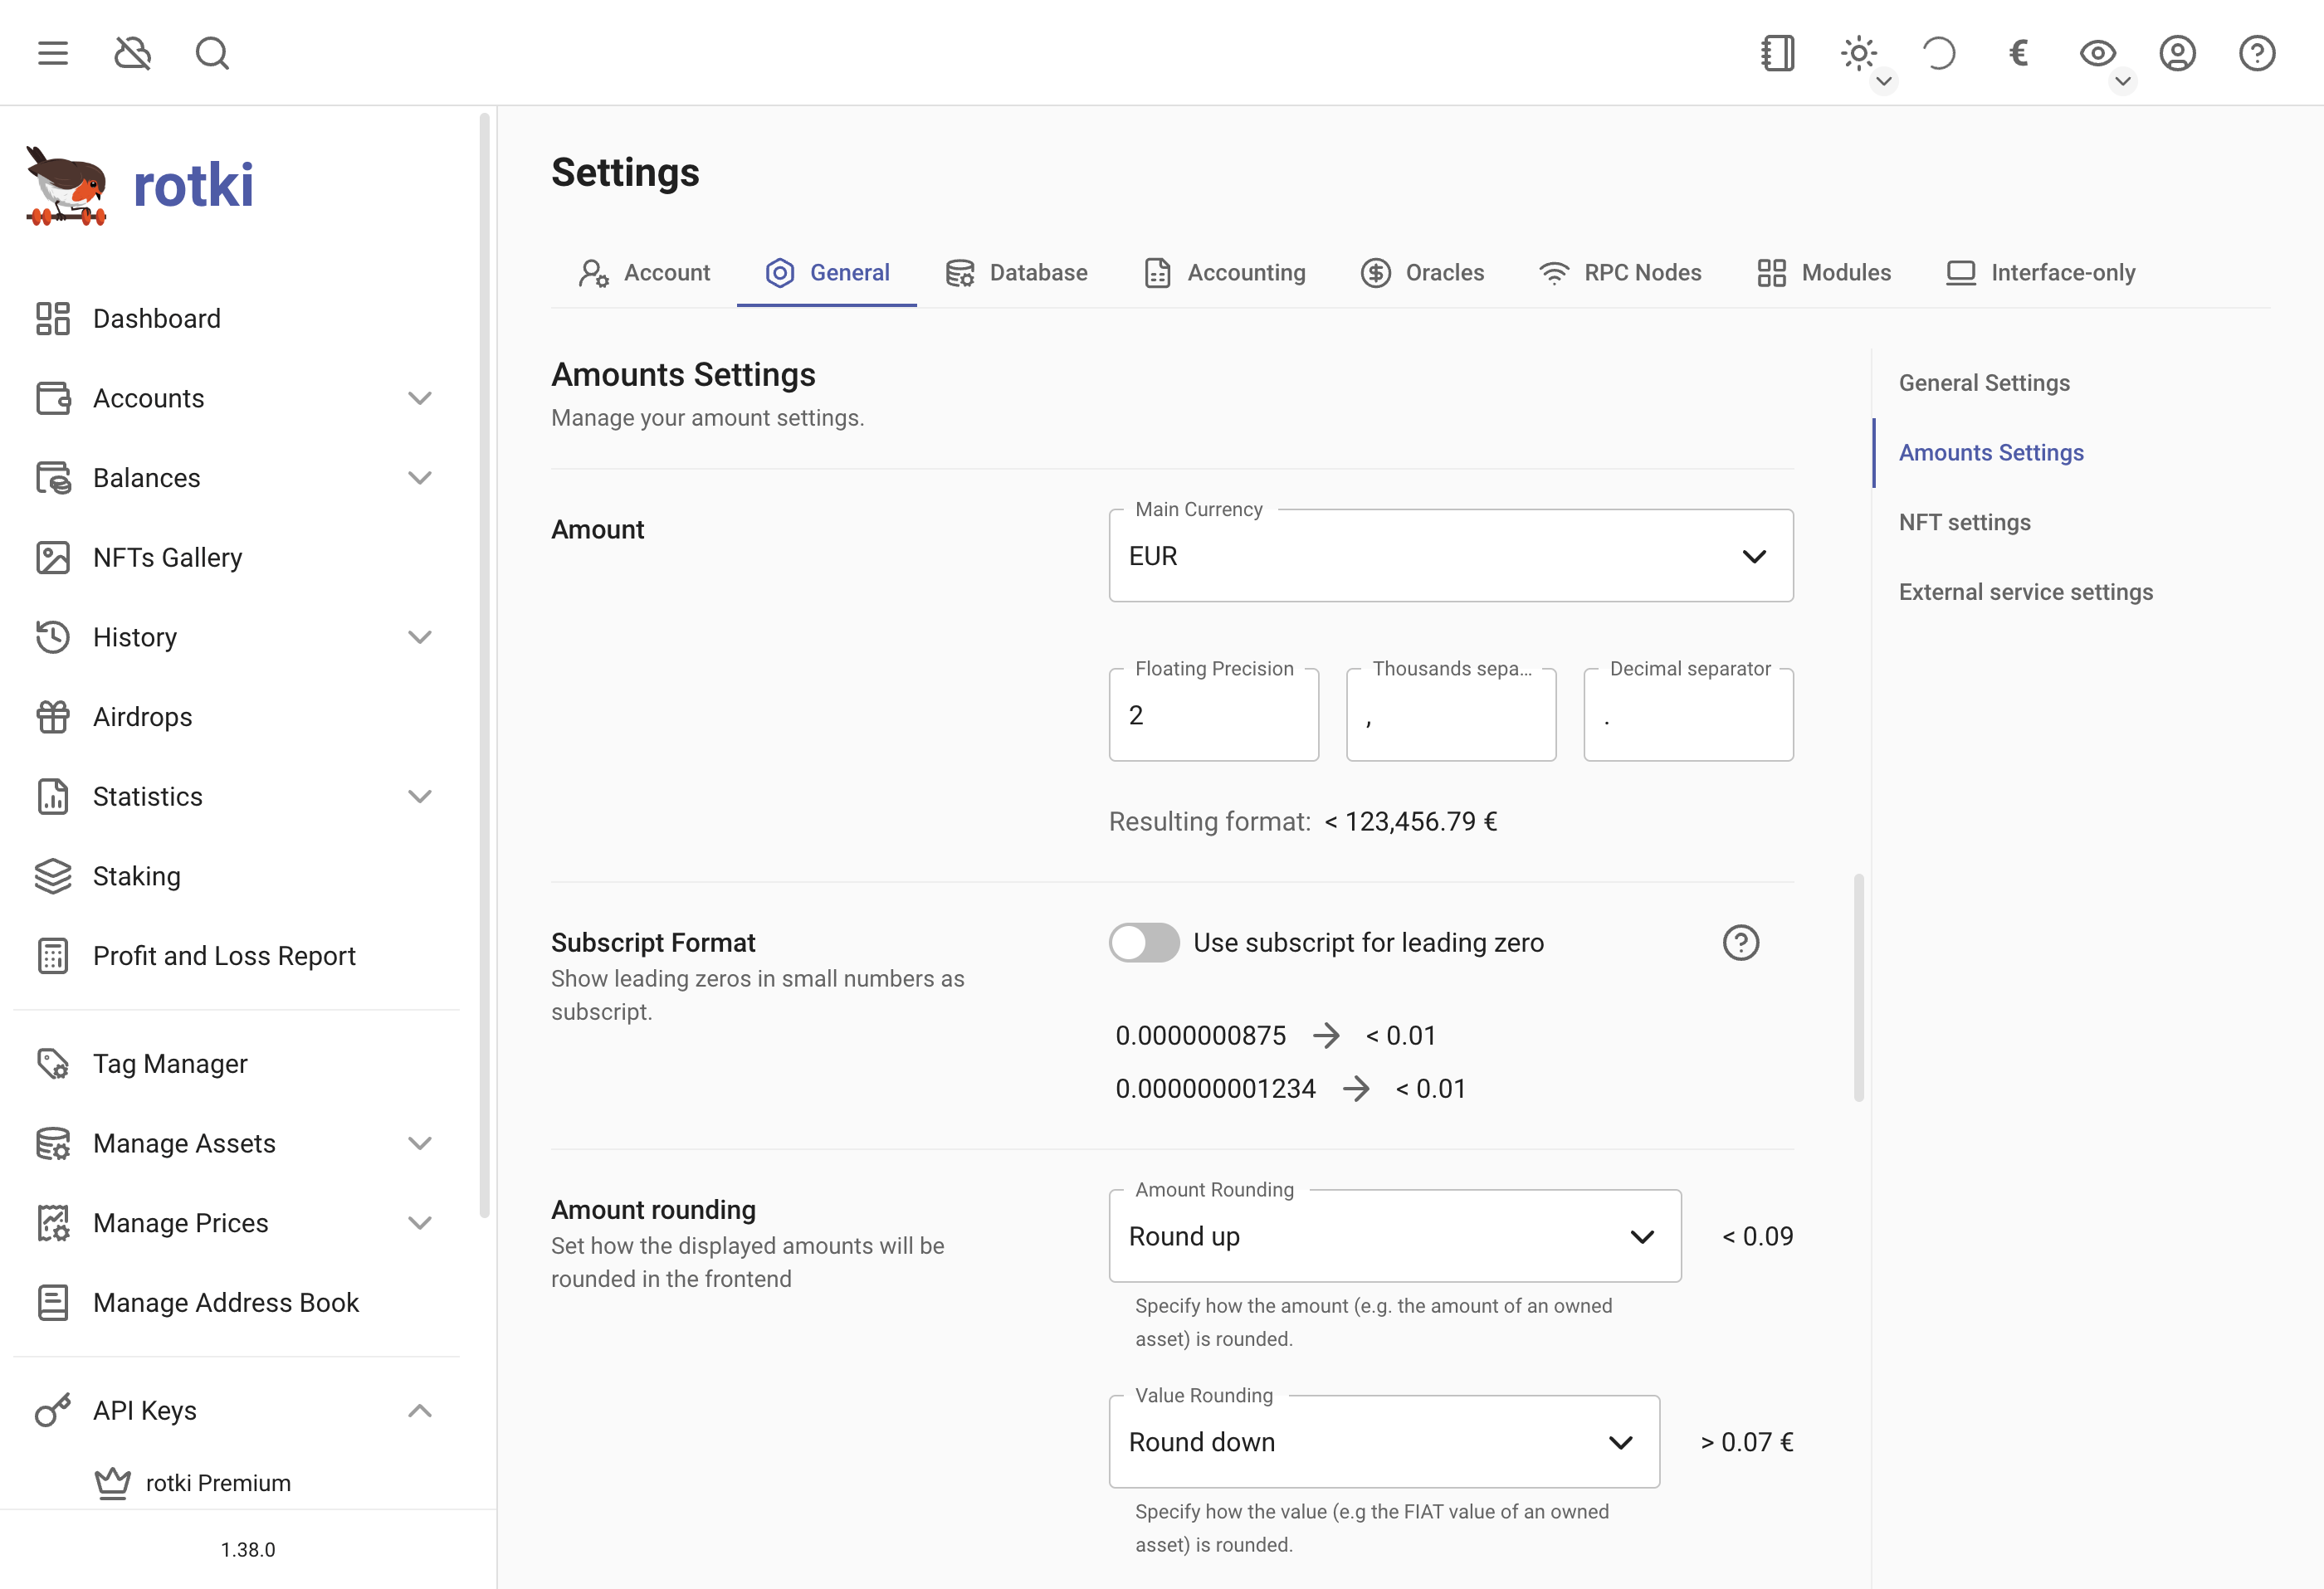 €
rotki
Dashboard
Accounts
Balances
NFTs Gallery
History
Airdrops
Statistics
Staking
Profit and Loss Report
Tag Manager
Manage Assets
Manage Prices
Manage Address Book
API Keys
rotki Premium
1.38.0
Settings
Account
General
Database
Accounting
Oracles
RPC Nodes
Modules
Interface-only
Amounts Settings
Manage your amount settings.
Amount
Main Currency
EUR
Floating Precision
2
Thousands sepa...
,
Decimal separator
.
Resulting format: < 123,456.79 €
Subscript Format
Show leading zeros in small numbers as
subscript.
Use subscript for leading zero
0.0000000875 → < 0.01
0.000000001234 → < 0.01
Amount rounding
Set how the displayed amounts will be
rounded in the frontend
Amount Rounding
Round up
< 0.09
Specify how the amount (e.g. the amount of an owned
asset) is rounded.
Value Rounding
Round down
> 0.07 €
Specify how the value (e.g the FIAT value of an owned
asset) is rounded.
General Settings
Amounts Settings
NFT settings
External service settings